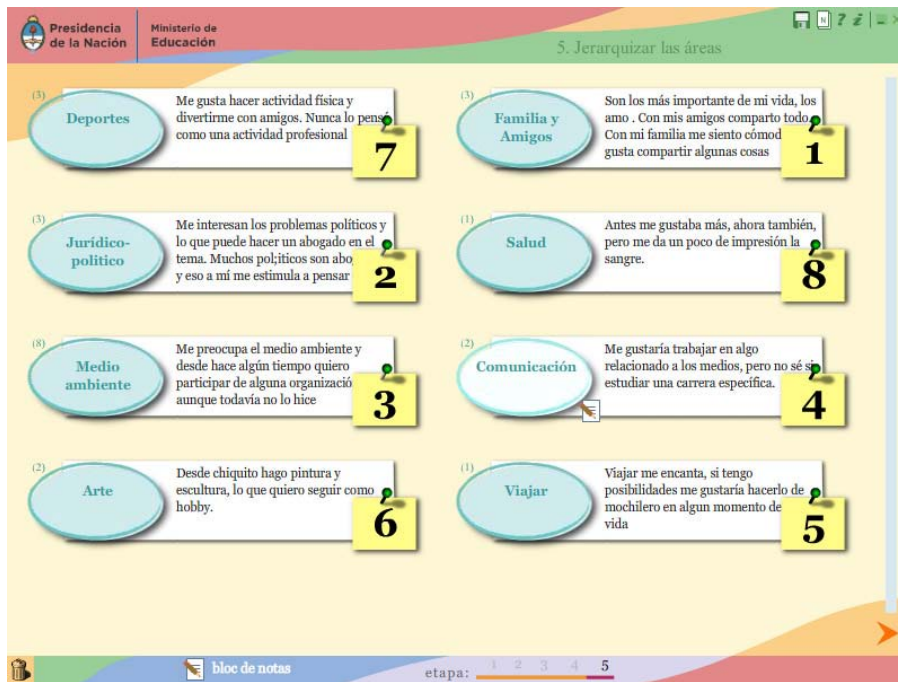 Presidencia
de la Nación
Ministerio de
Educación
N ? i
5. Jerarquizar las áreas
(3)
Deportes
Me gusta hacer actividad física y
divertirme con amigos. Nunca lo pensé
como una actividad profesional
7
(3)
Familia y
Amigos
Son los más importante de mi vida, los
amo . Con mis amigos comparto todo.
Con mi familia me siento
gusta compartir algunas cosas
1
(3)
Jurídico-
politico
Me interesan los problemas políticos y
lo que puede hacer un abogado en el
tema. Muchos pol;iticos son
y eso a mí me estimula a pensar
2
(1)
Salud
Antes me gustaba más, ahora también,
pero me da un poco de impresión la
sangre.
8
(8)
Medio
ambiente
Me preocupa el medio ambiente y
desde hace algún tiempo quiero
participar de alguna
aunque todavía no lo hice
3
(2)
Comunicación
Me gustaría trabajar en algo
relacionado a los medios, pero no sé si
estudiar una carrera específica.
4
(2)
Arte
Desde chiquito hago pintura y
escultura, lo que quiero seguir como
hobby.
6
(1)
Viajar
Viajar me encanta, si tengo
posibilidades me gustaría hacerlo de
mochilero en algun momento de
vida
5
bloc de notas
etapa: 1 2 3 4 5